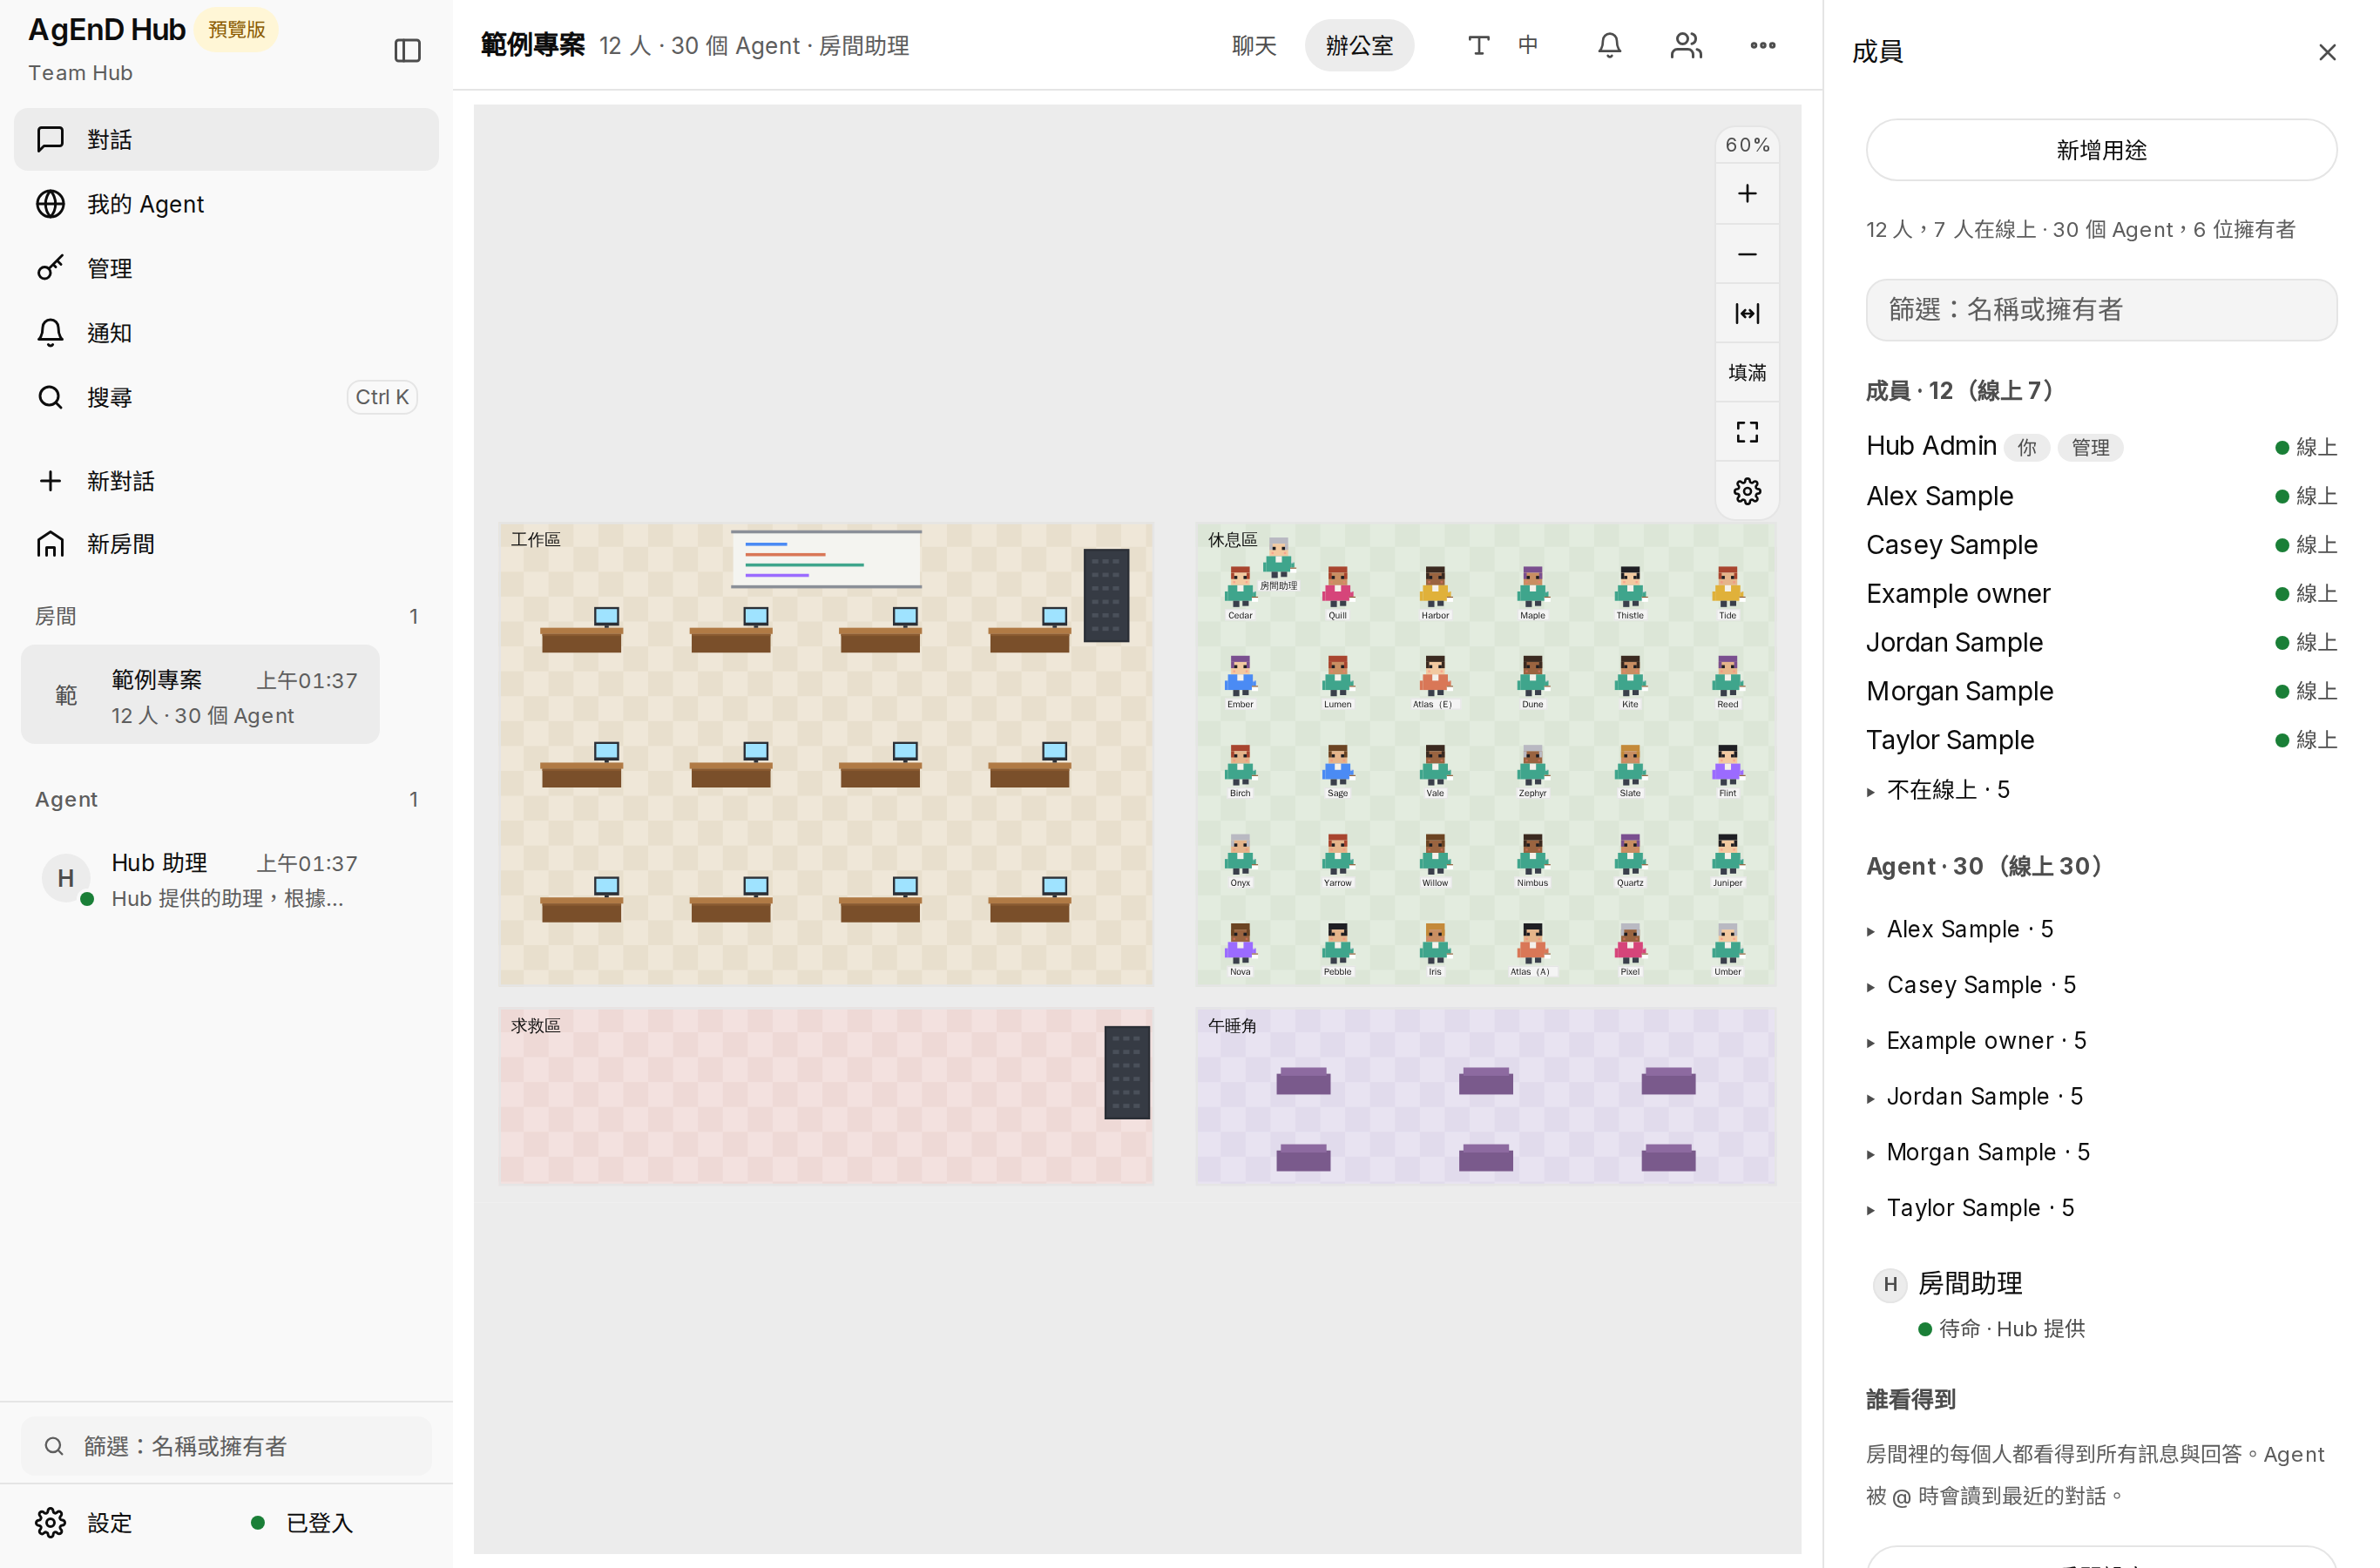 AgEnD Hub 預覽版
Team Hub
對話
我的 Agent
管理
通知
搜尋 Ctrl K
新對話
新房間
房間 1
範 範例專案 上午01:37
12 人 · 30 個 Agent
Agent 1
H Hub 助理 上午01:37
Hub 提供的助理，根據...
篩選：名稱或擁有者
設定 已登入
範例專案 12 人 · 30 個 Agent · 房間助理
聊天 辦公室 T 中
60%
填滿
工作區
休息區
房間助理
Cedar Quill Harbor Maple Thistle Tide
Ember Lumen Atlas（E） Dune Kite Reed
Birch Sage Vale Zephyr Slate Flint
Onyx Yarrow Willow Nimbus Quartz Juniper
Nova Pebble Iris Atlas（A） Pixel Umber
求救區
午睡角
成員
新增用途
12 人，7 人在線上 · 30 個 Agent，6 位擁有者
篩選：名稱或擁有者
成員 · 12（線上 7）
Hub Admin 你 管理 線上
Alex Sample 線上
Casey Sample 線上
Example owner 線上
Jordan Sample 線上
Morgan Sample 線上
Taylor Sample 線上
不在線上 · 5
Agent · 30（線上 30）
Alex Sample · 5
Casey Sample · 5
Example owner · 5
Jordan Sample · 5
Morgan Sample · 5
Taylor Sample · 5
H 房間助理
待命 · Hub 提供
誰看得到
房間裡的每個人都看得到所有訊息與回答。Agent
被 @ 時會讀到最近的對話。